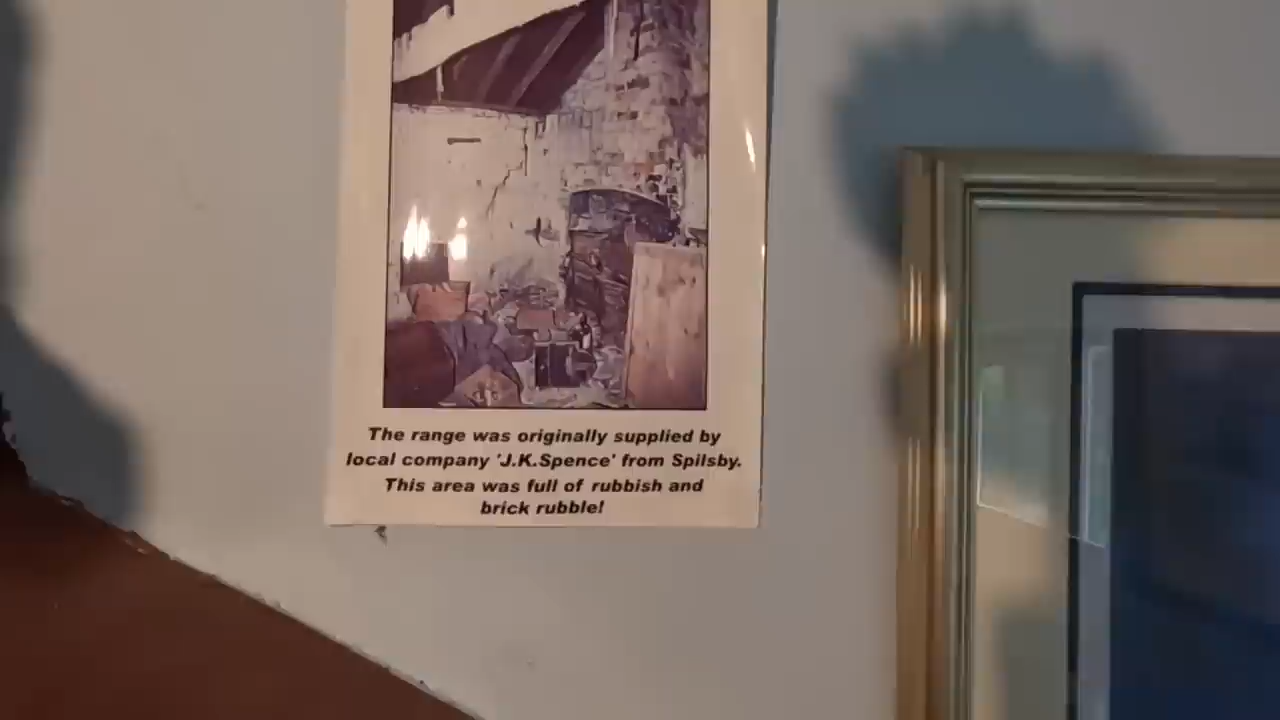 The range was originally supplied by
local company 'J.K.Spence' from Spilsby.
This area was full of rubbish and
brick rubble!